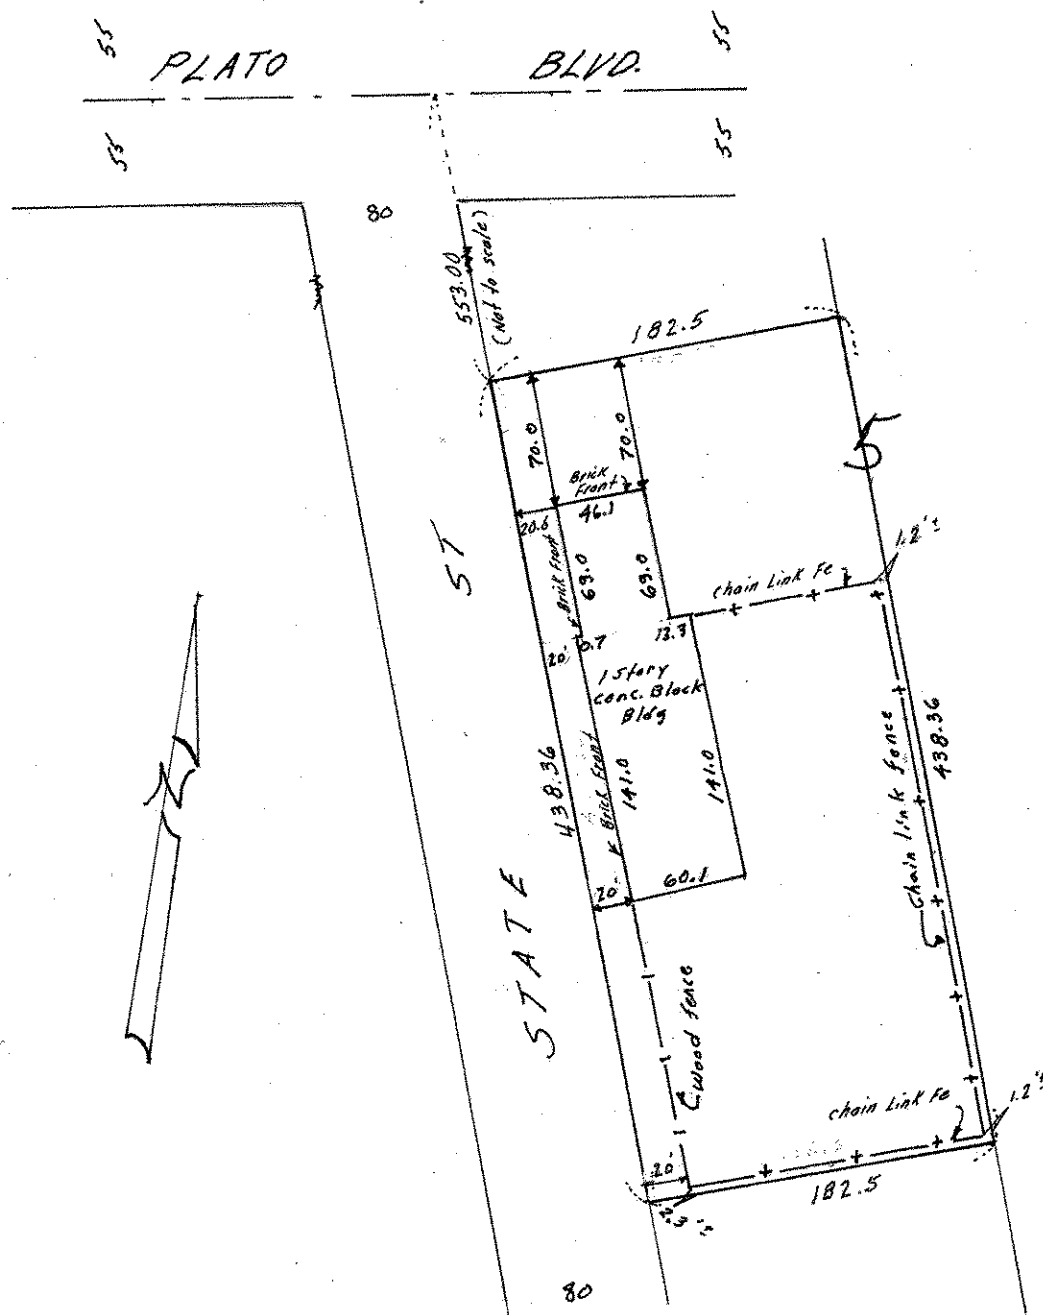 55
55
PLATO BLVD.
55
55
80
553.00
(Not to scale)
182.5
70.0
70.0
Brick
Front
46.1
20.6
Brick Front
69.0
69.0
5
1.2'±
chain Link Fe
13.3
20'
0.7
1 Story
conc. Block
Bldg
STATE ST
438.36
Brick Front
141.0
141.0
Chain link fence
438.36
N
20'
60.1
Wood fence
chain Link Fe
1.2'±
20'
182.5
2.3'±
80